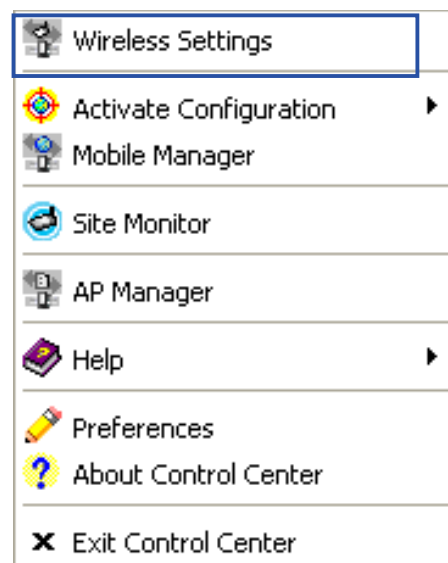 Wireless Settings
Activate Configuration
Mobile Manager
Site Monitor
AP Manager
Help
Preferences
About Control Center
Exit Control Center